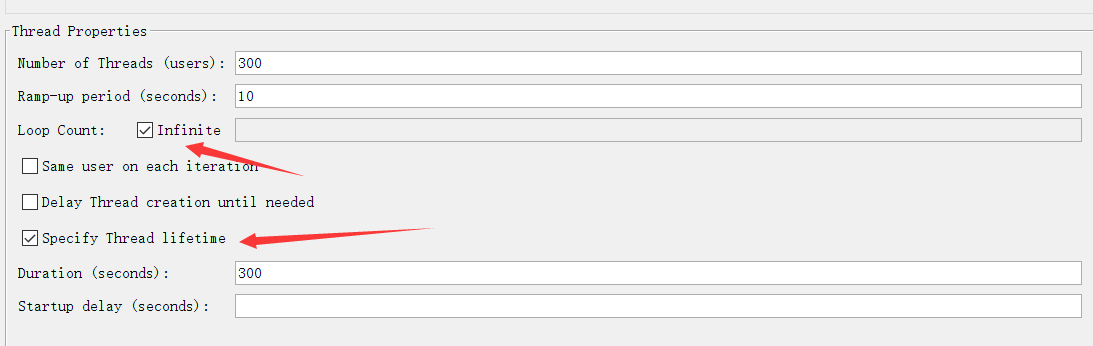 Thread Properties
Number of Threads (users): 300
Ramp-up period (seconds): 10
Loop Count: Infinite
Same user on each iteration
Delay Thread creation until needed
Specify Thread lifetime
Duration (seconds): 300
Startup delay (seconds):